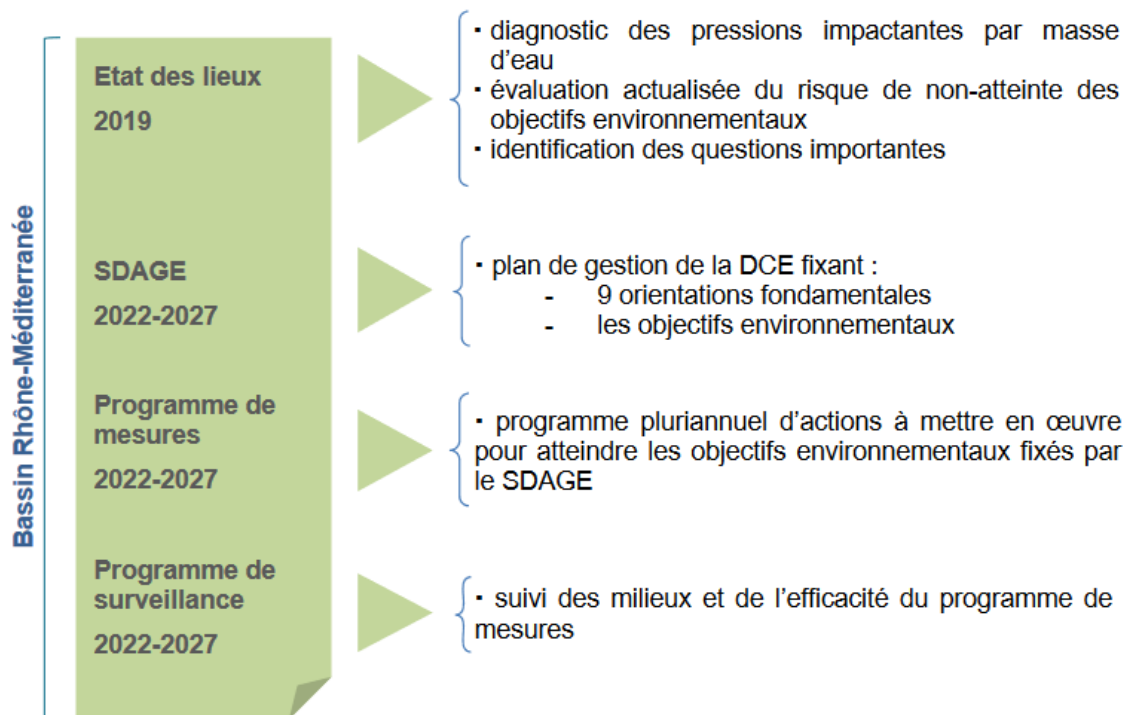 Bassin Rhône-Méditerranée
Etat des lieux
2019
▪ diagnostic des pressions impactantes par masse
d’eau
▪ évaluation actualisée du risque de non-atteinte des
objectifs environnementaux
▪ identification des questions importantes
SDAGE
2022-2027
▪ plan de gestion de la DCE fixant :
- 9 orientations fondamentales
- les objectifs environnementaux
Programme de
mesures
2022-2027
▪ programme pluriannuel d’actions à mettre en œuvre
pour atteindre les objectifs environnementaux fixés par
le SDAGE
Programme de
surveillance
2022-2027
▪ suivi des milieux et de l’efficacité du programme de
mesures